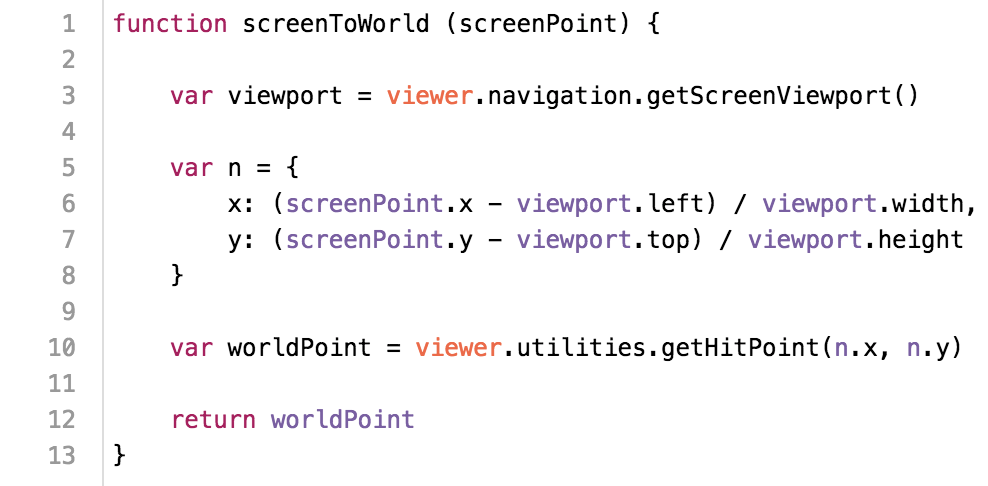 1 function screenToWorld (screenPoint) {
2
3     var viewport = viewer.navigation.getScreenViewport()
4
5     var n = {
6         x: (screenPoint.x - viewport.left) / viewport.width,
7         y: (screenPoint.y - viewport.top) / viewport.height
8     }
9
10     var worldPoint = viewer.utilities.getHitPoint(n.x, n.y)
11
12     return worldPoint
13 }